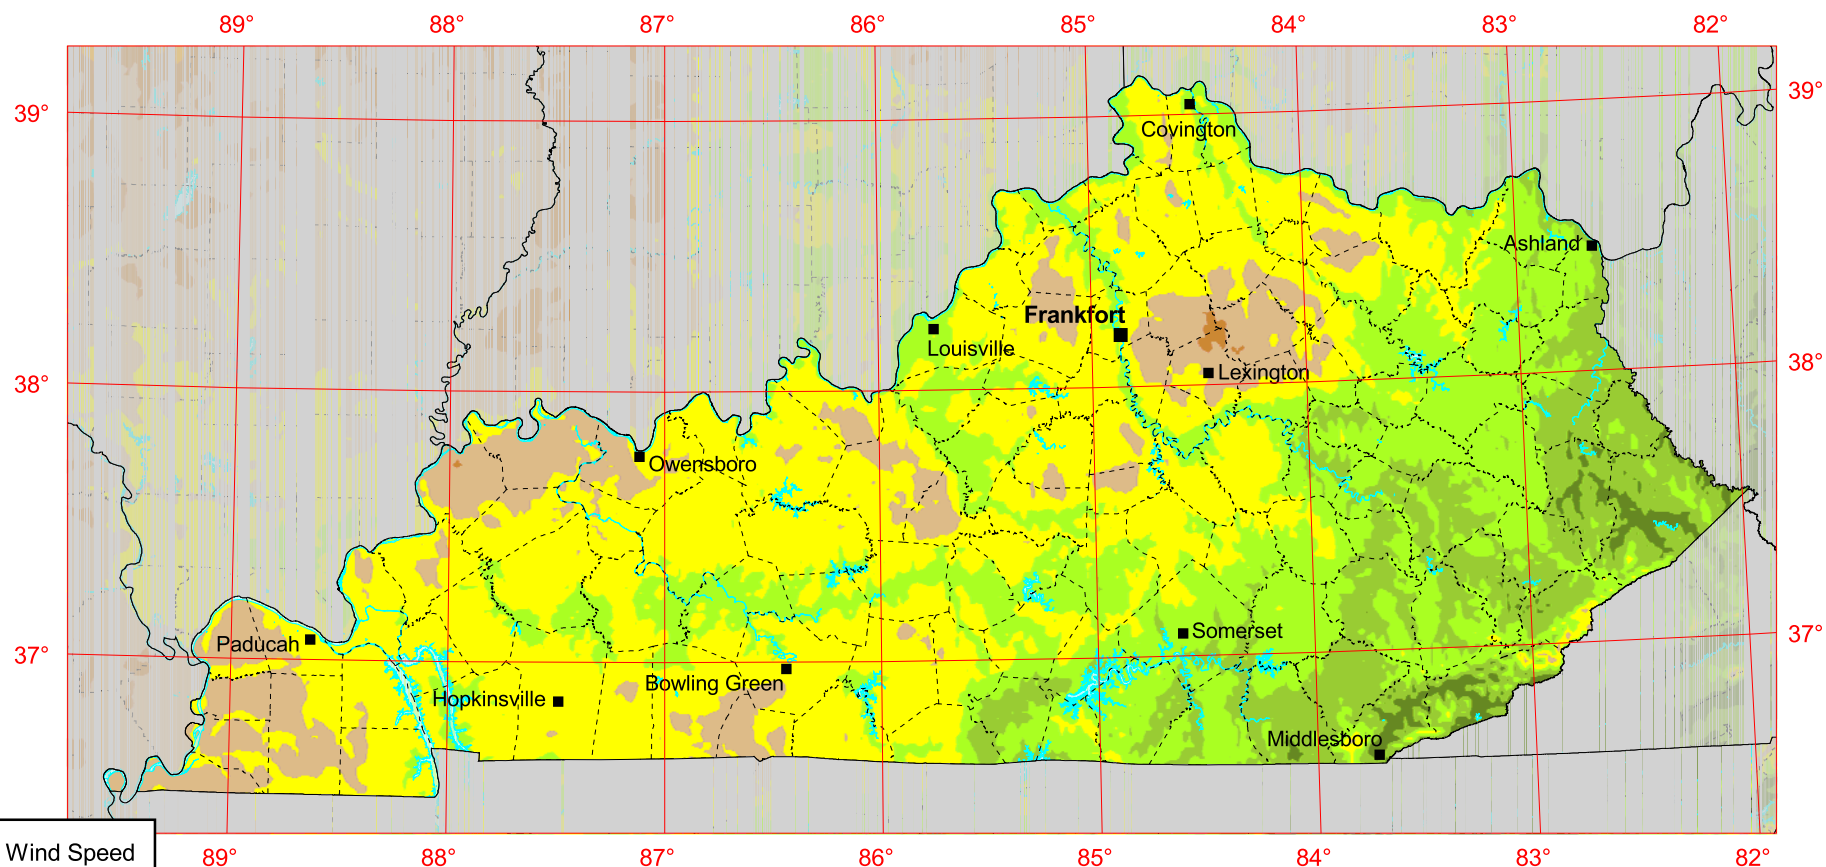 89° 88° 87° 86° 85° 84° 83° 82°
39° 39°
Covington
Ashland
Frankfort
Louisville
38° 38°
Lexington
Owensboro
Somerset
37° 37°
Paducah
Bowling Green
Hopkinsville
Middlesboro
Wind Speed
89° 88° 87° 86° 85° 84° 83° 82°